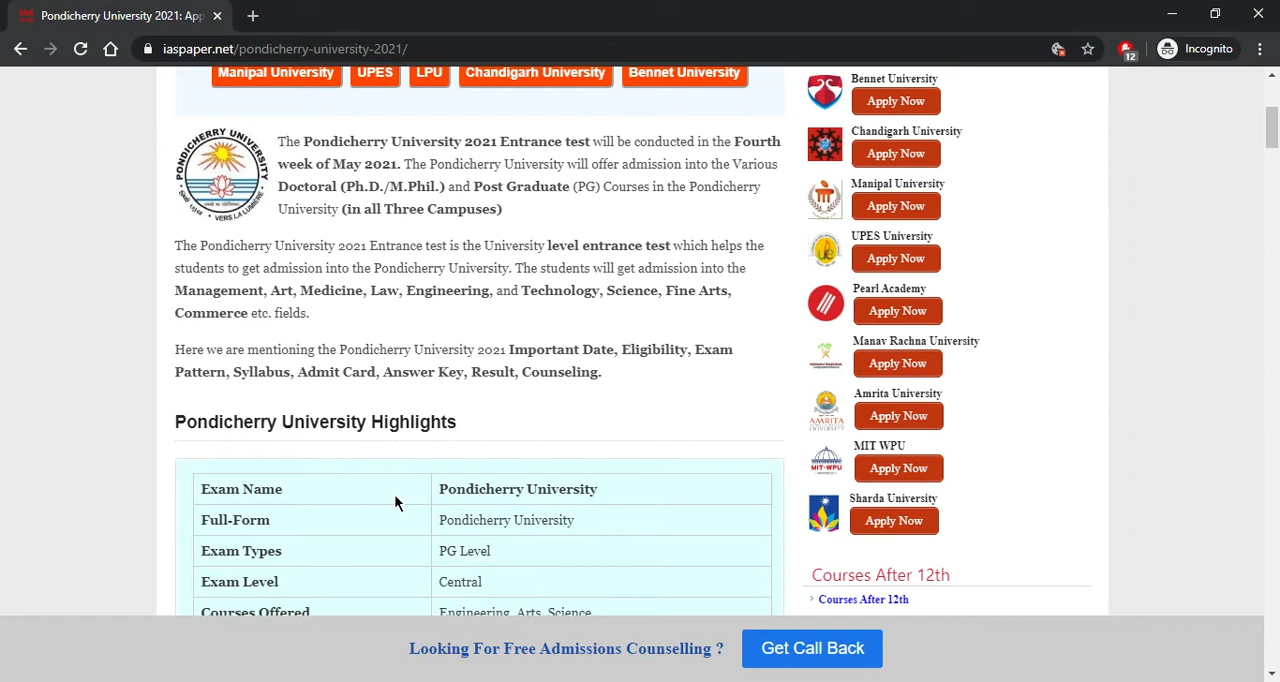 Pondicherry University 2021: App
iaspaper.net/pondicherry-university-2021/
12
Incognito
Manipal University
UPES
LPU
Chandigarh University
Bennet University
PONDICHERRY UNIVERSITY
VERS LA LUMIERE
The Pondicherry University 2021 Entrance test will be conducted in the Fourth
week of May 2021. The Pondicherry University will offer admission into the Various
Doctoral (Ph.D./M.Phil.) and Post Graduate (PG) Courses in the Pondicherry
University (in all Three Campuses)
The Pondicherry University 2021 Entrance test is the University level entrance test which helps the
students to get admission into the Pondicherry University. The students will get admission into the
Management, Art, Medicine, Law, Engineering, and Technology, Science, Fine Arts,
Commerce etc. fields.
Here we are mentioning the Pondicherry University 2021 Important Date, Eligibility, Exam
Pattern, Syllabus, Admit Card, Answer Key, Result, Counseling.
Pondicherry University Highlights
Exam Name Pondicherry University
Full-Form Pondicherry University
Exam Types PG Level
Exam Level Central
Courses Offered Engineering, Arts, Science
Bennet University
Apply Now
Chandigarh University
Apply Now
Manipal University
Apply Now
UPES University
Apply Now
Pearl Academy
Apply Now
Manav Rachna University
Apply Now
Amrita University
AMRITA
Apply Now
MIT WPU
MIT-WPU
Apply Now
Sharda University
Apply Now
Courses After 12th
Courses After 12th
Looking For Free Admissions Counselling ?
Get Call Back